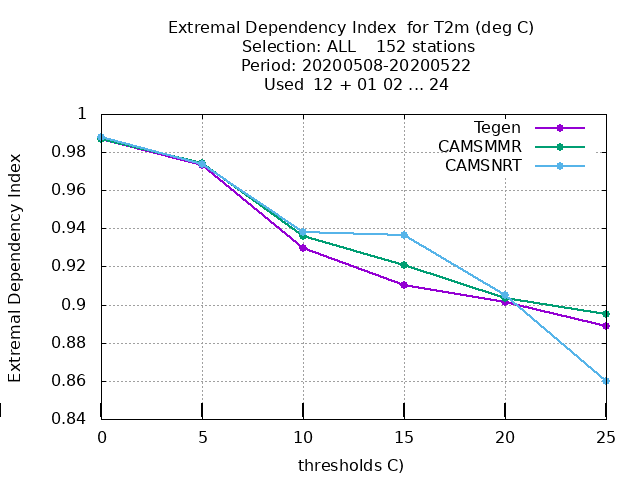 Extremal Dependency Index  for T2m (deg C)
Selection: ALL    152 stations
Period: 20200508-20200522
Used  12 + 01 02 ... 24
Tegen
CAMSMMR
CAMSNRT
Extremal Dependency Index
1
0.98
0.96
0.94
0.92
0.9
0.88
0.86
0.84
0 5 10 15 20 25
thresholds C)